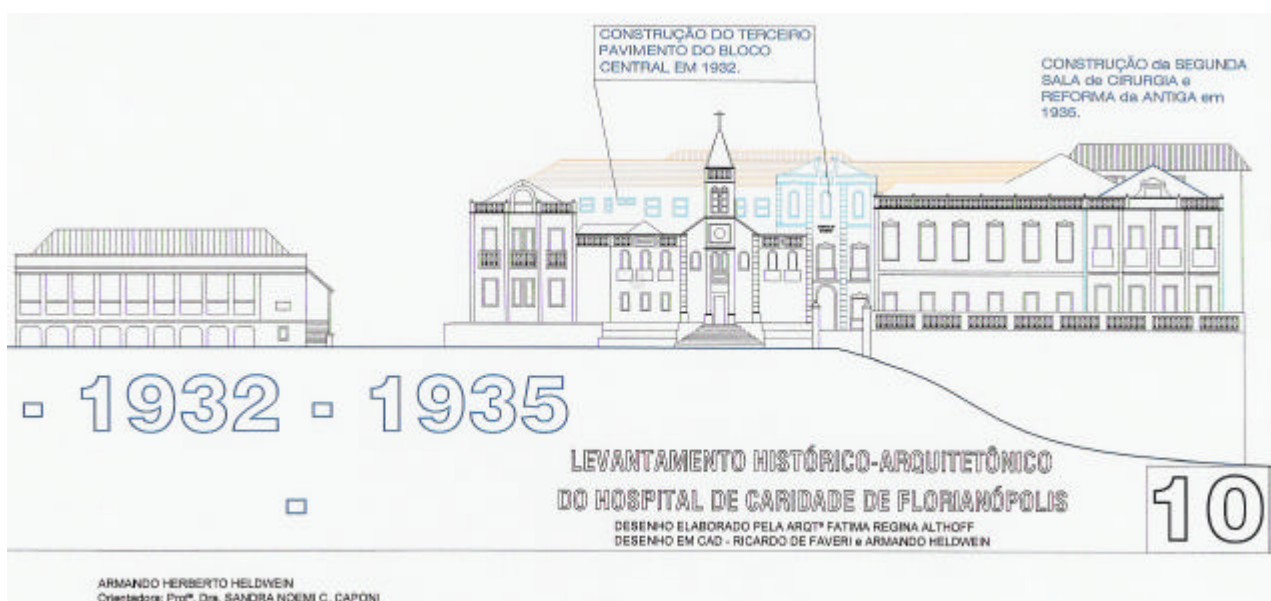 CONSTRUÇÃO DO TERCEIRO
PAVIMENTO DO BLOCO
CENTRAL EM 1932.
CONSTRUÇÃO da SEGUNDA
SALA de CIRURGIA e
REFORMA da ANTIGA em
1935.
- 1932 - 1935
LEVANTAMENTO HISTÓRICO-ARQUITETÔNICO
DO HOSPITAL DE CARIDADE DE FLORIANÓPOLIS
DESENHO ELABORADO PELA ARQTª FATIMA REGINA ALTHOFF
DESENHO EM CAD - RICARDO DE FAVERI e ARMANDO HELDWEIN
10
ARMANDO HERBERTO HELDWEIN
Orientadora: Profª. Dra. SANDRA NOEMI C. CAPONI